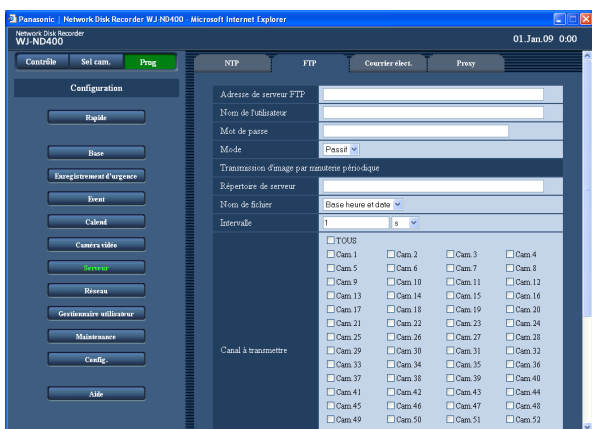 Panasonic | Network Disk Recorder WJ-ND400 - Microsoft Internet Explorer
Network Disk Recorder
WJ-ND400
01.Jan.09 0:00
Contrôle Sel cam. Prog
NTP FTP Courrier élect. Proxy
Configuration
Rapide
Base
Enregistrement d'urgence
Event
Calend
Caméra vidéo
Serveur
Réseau
Gestionnaire utilisateur
Maintenance
Config.
Aide
Adresse de serveur FTP
Nom de l'utilisateur
Mot de passe
Mode Passif
Transmission d'image par minuterie périodique
Répertoire de serveur
Nom de fichier Base heure et date
Intervalle 1 s
Canal à transmettre
TOUS
Cam.1 Cam.2 Cam.3 Cam.4
Cam.5 Cam.6 Cam.7 Cam.8
Cam.9 Cam.10 Cam.11 Cam.12
Cam.13 Cam.14 Cam.15 Cam.16
Cam.17 Cam.18 Cam.19 Cam.20
Cam.21 Cam.22 Cam.23 Cam.24
Cam.25 Cam.26 Cam.27 Cam.28
Cam.29 Cam.30 Cam.31 Cam.32
Cam.33 Cam.34 Cam.35 Cam.36
Cam.37 Cam.38 Cam.39 Cam.40
Cam.41 Cam.42 Cam.43 Cam.44
Cam.45 Cam.46 Cam.47 Cam.48
Cam.49 Cam.50 Cam.51 Cam.52